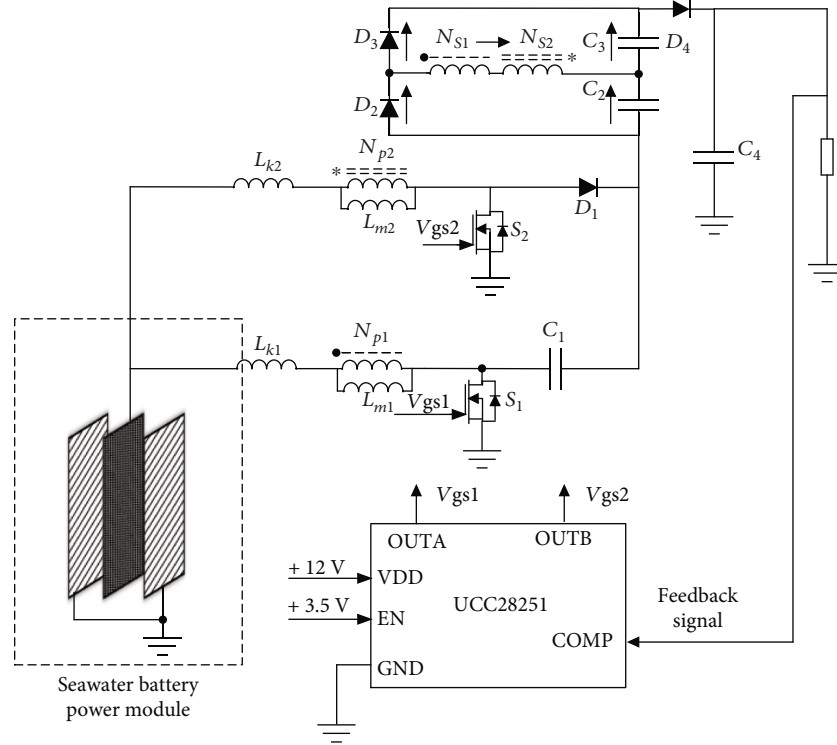 D3
NS1
NS2
*
C3
D4
D2
C2
Lk2
Np2
*
Lm2
Vgs2
S2
D1
C4
Lk1
Np1
Lm1
Vgs1
S1
C1
Vgs1
Vgs2
OUTA
OUTB
+ 12 V
VDD
+ 3.5 V
EN
UCC28251
COMP
GND
Feedback
signal
Seawater battery
power module